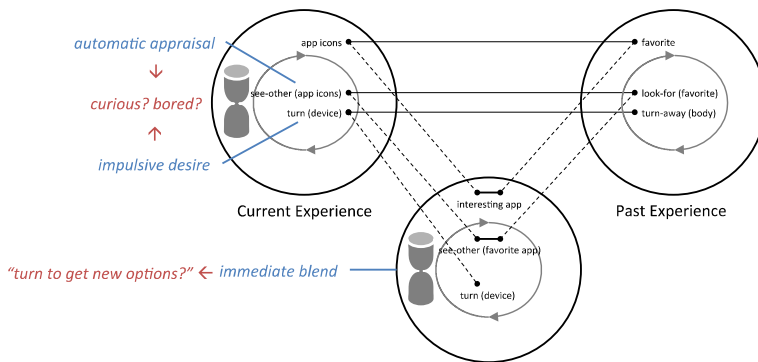 automatic appraisal
curious? bored?
impulsive desire
app icons
see-other (app icons)
turn (device)
Current Experience
favorite
look-for (favorite)
turn-away (body)
Past Experience
interesting app
see-other (favorite app)
turn (device)
"turn to get new options?"
immediate blend